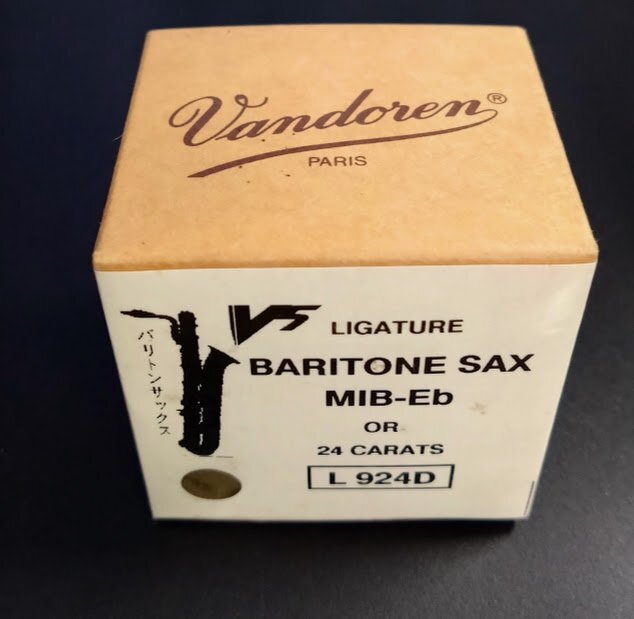 Vandoren®
PARIS
バリトンサックス
V5 LIGATURE
BARITONE SAX
MIB-Eb
OR
24 CARATS
L 924D